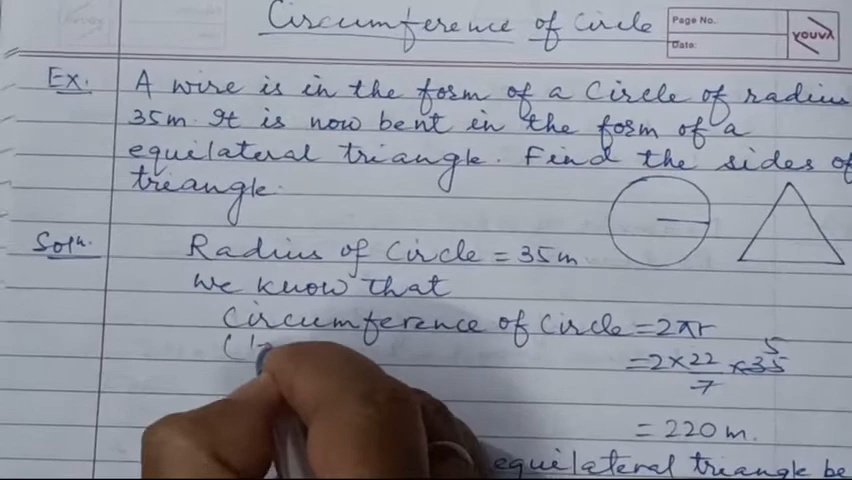 Circumference of Circle
Page No.
Date:
youva
Ex. A wire is in the form of a Circle of radius
35m. It is now bent in the form of a
equilateral triangle. Find the sides of
triangle.
Soln. Radius of Circle = 35m
We know that
Circumference of Circle = 2πr
= 2 × 22/7 × 35 5
= 220 m.
equilateral triangle be